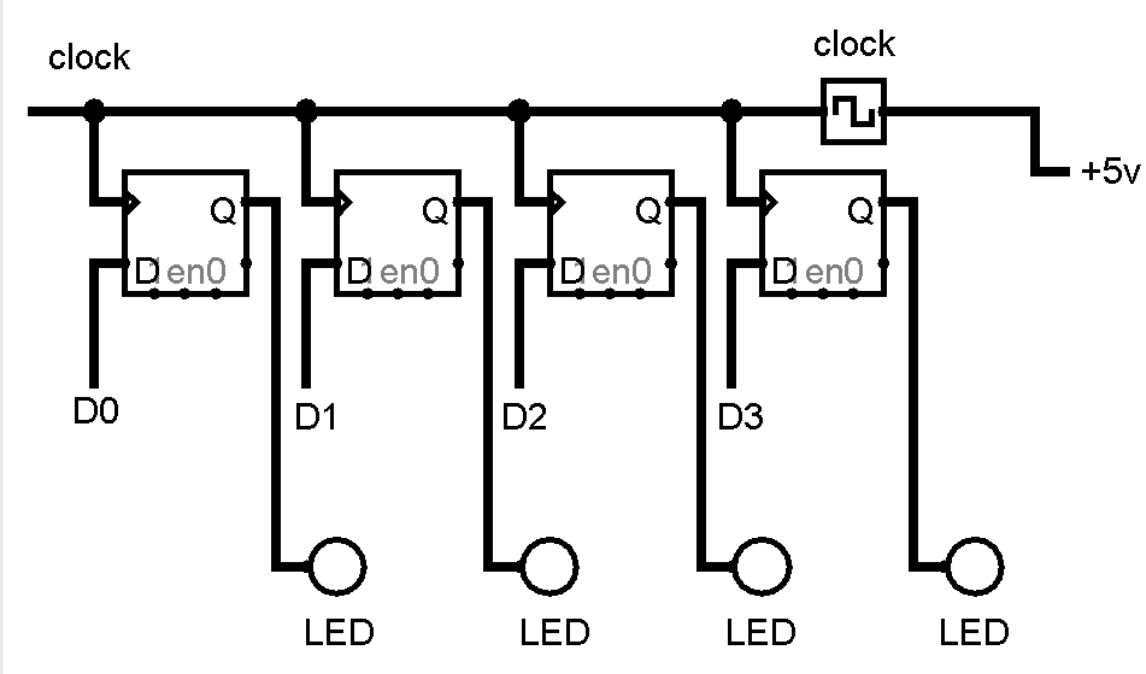 clock
clock
+5v
Q
Q
Q
Q
D en0
D en0
D en0
D en0
D0
D1
D2
D3
LED
LED
LED
LED